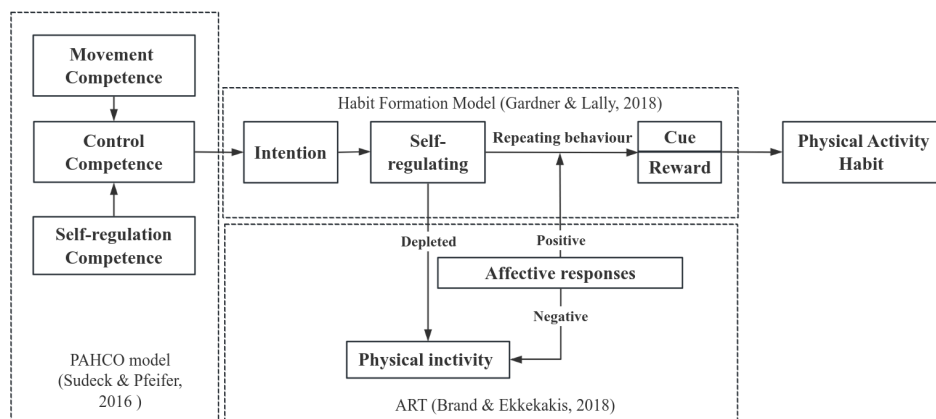 Movement
Competence
Control
Competence
Self-regulation
Competence
PAHCO model
(Sudeck & Pfeifer,
2016 )
Habit Formation Model (Gardner & Lally, 2018)
Intention
Self-
regulating
Repeating behaviour
Cue
Reward
Physical Activity
Habit
Depleted
Positive
Affective responses
Negative
Physical inctivity
ART (Brand & Ekkekakis, 2018)